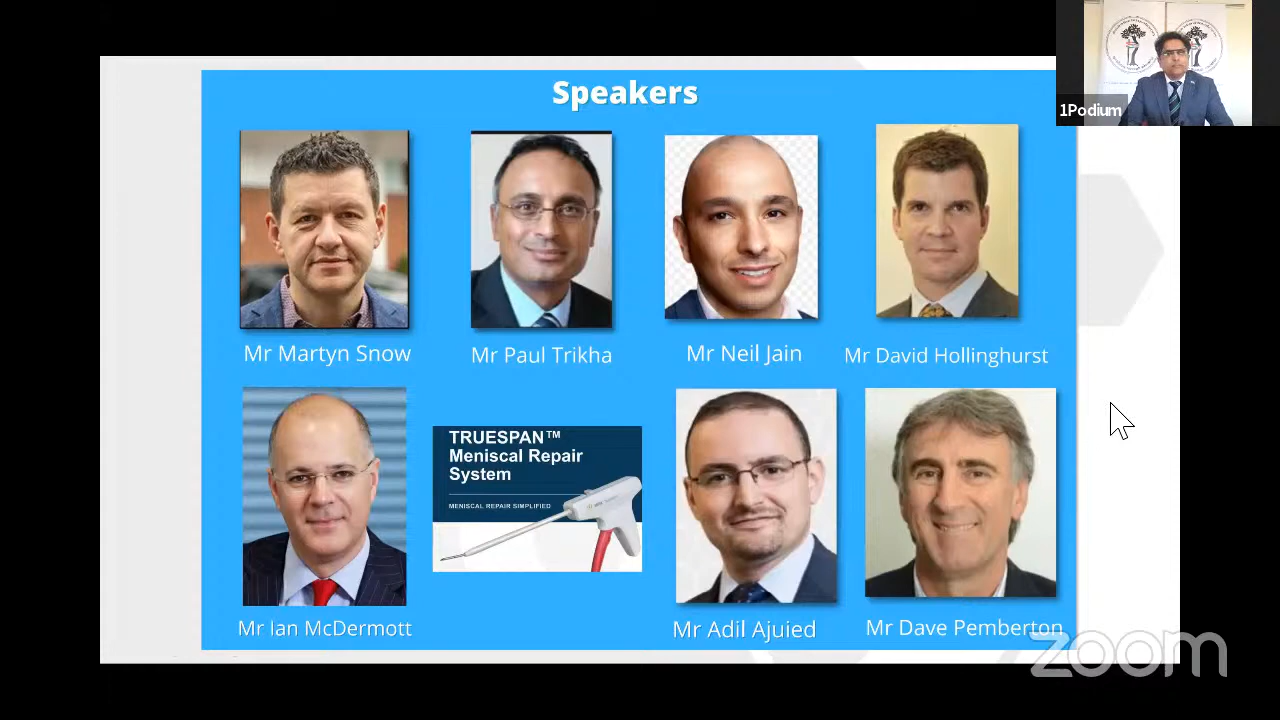 Speakers
1Podium
Mr Martyn Snow
Mr Paul Trikha
Mr Neil Jain
Mr David Hollinghurst
TRUESPAN™
Meniscal Repair
System
MENISCAL REPAIR SIMPLIFIED
Mr Ian McDermott
Mr Adil Ajuied
Mr Dave Pemberton
zoom